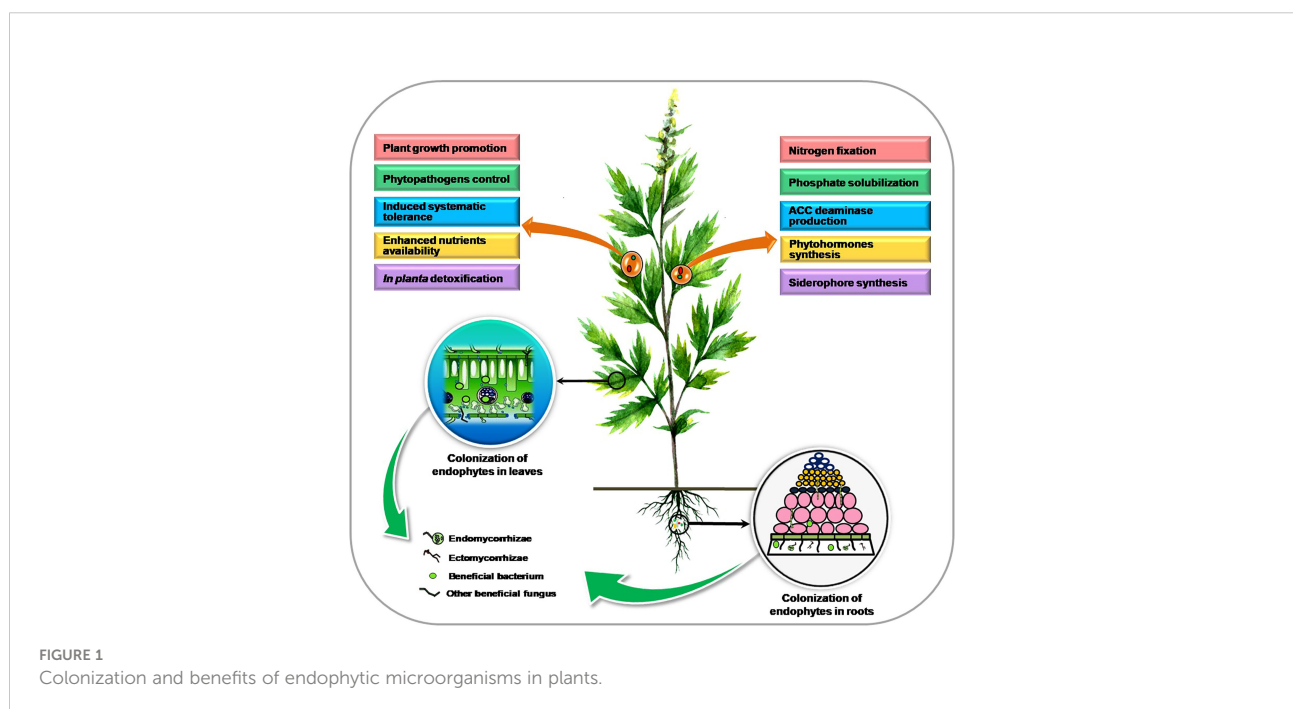 Plant growth promotion
Phytopathogens control
Induced systematic
tolerance
Enhanced nutrients
availability
In planta detoxification
Nitrogen fixation
Phosphate solubilization
ACC deaminase
production
Phytohormones
synthesis
Siderophore synthesis
Colonization of
endophytes in leaves
Endomycorrhizae
Ectomycorrhizae
Beneficial bacterium
Other beneficial fungus
Colonization of
endophytes in roots
FIGURE 1
Colonization and benefits of endophytic microorganisms in plants.